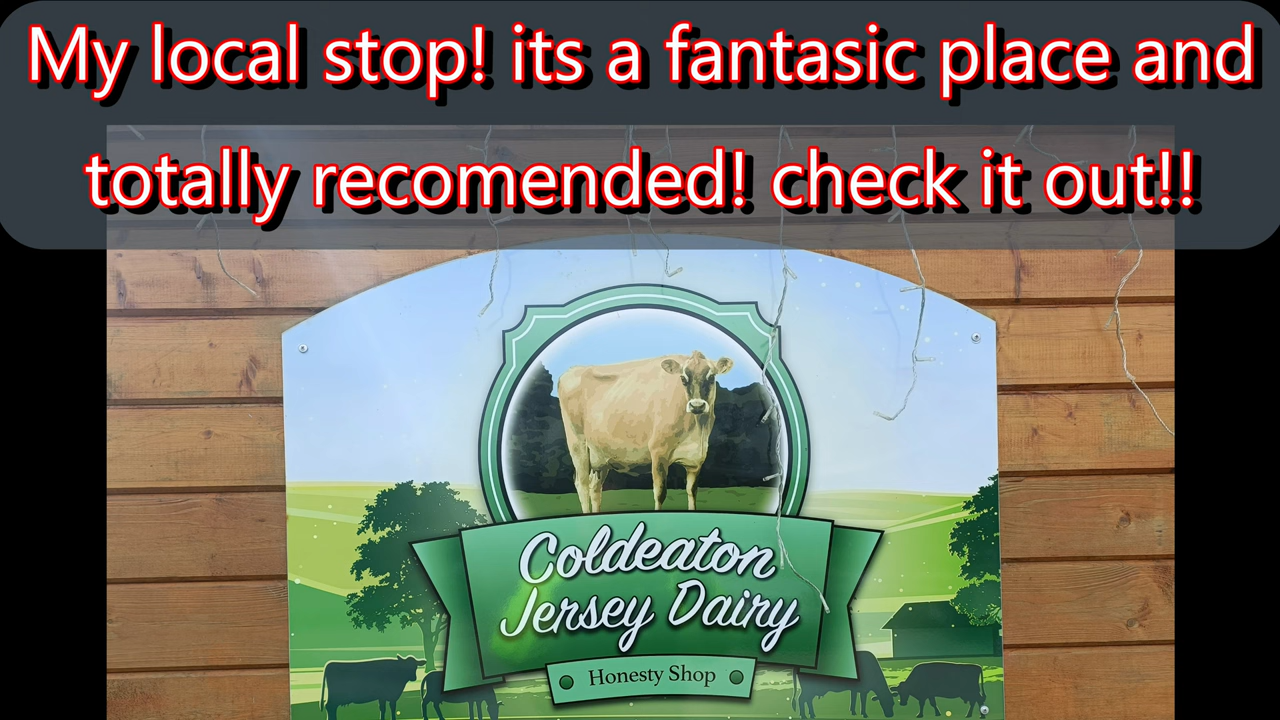 My local stop! its a fantasic place and
totally recomended! check it out!!
Coldeaton
Jersey Dairy
Honesty Shop